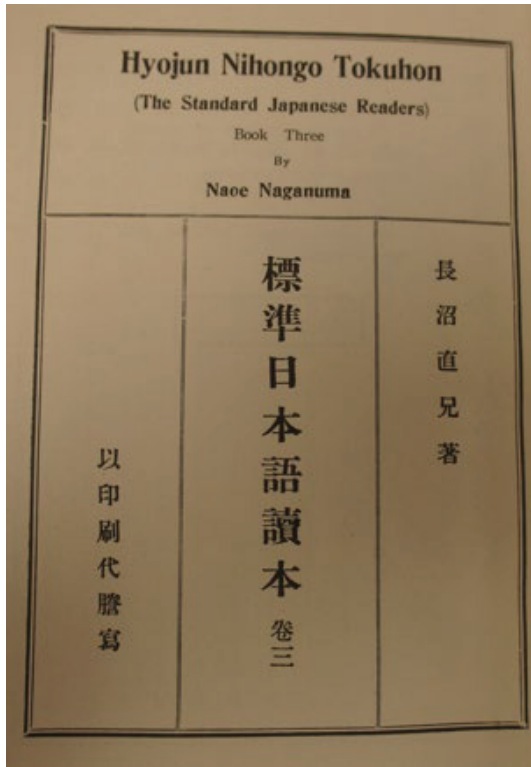 Hyojun Nihongo Tokuhon
(The Standard Japanese Readers)
Book Three
By
Naoe Naganuma
長沼直兄著
標準日本語讀本 卷三
以印刷代謄寫